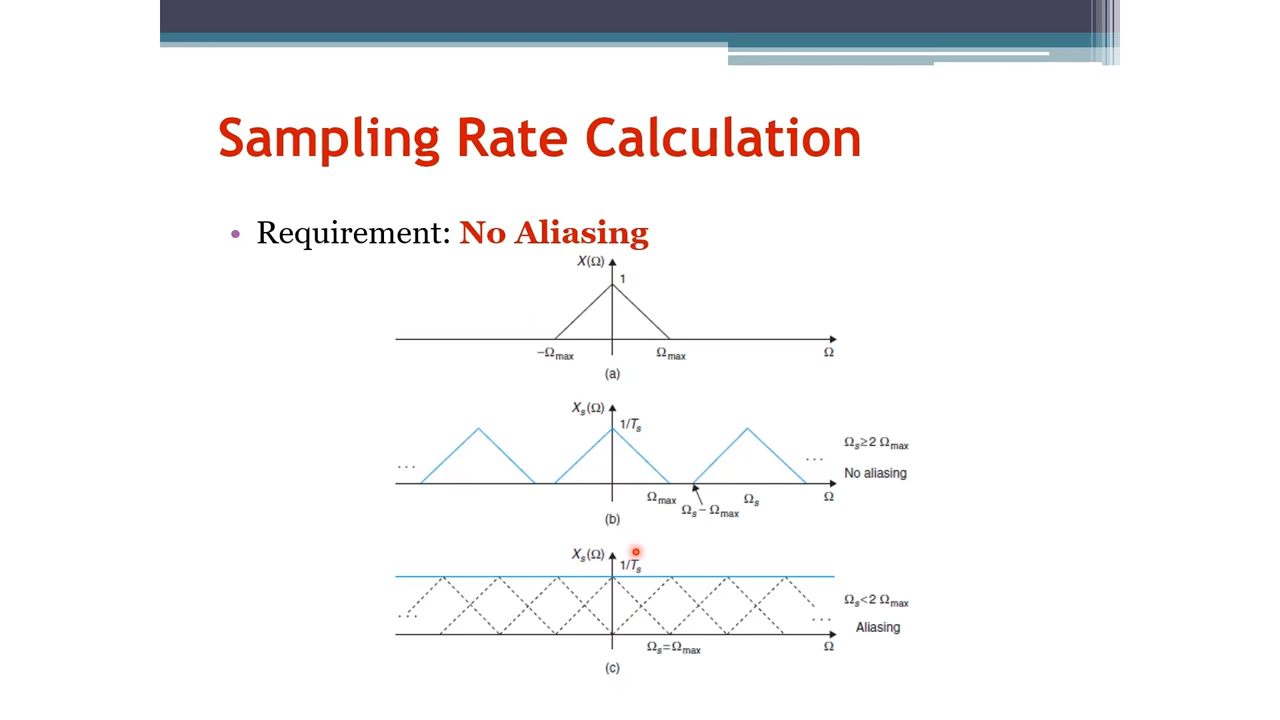 Sampling Rate Calculation
• Requirement: No Aliasing
X(Ω)
1
−Ωmax
Ωmax
Ω
(a)
Xs(Ω)
1/Ts
Ωs≥2 Ωmax
...
...
No aliasing
Ωmax
Ωs
Ω
Ωs− Ωmax
(b)
Xs(Ω)
1/Ts
Ωs<2 Ωmax
...
...
Aliasing
Ωs=Ωmax
Ω
(c)